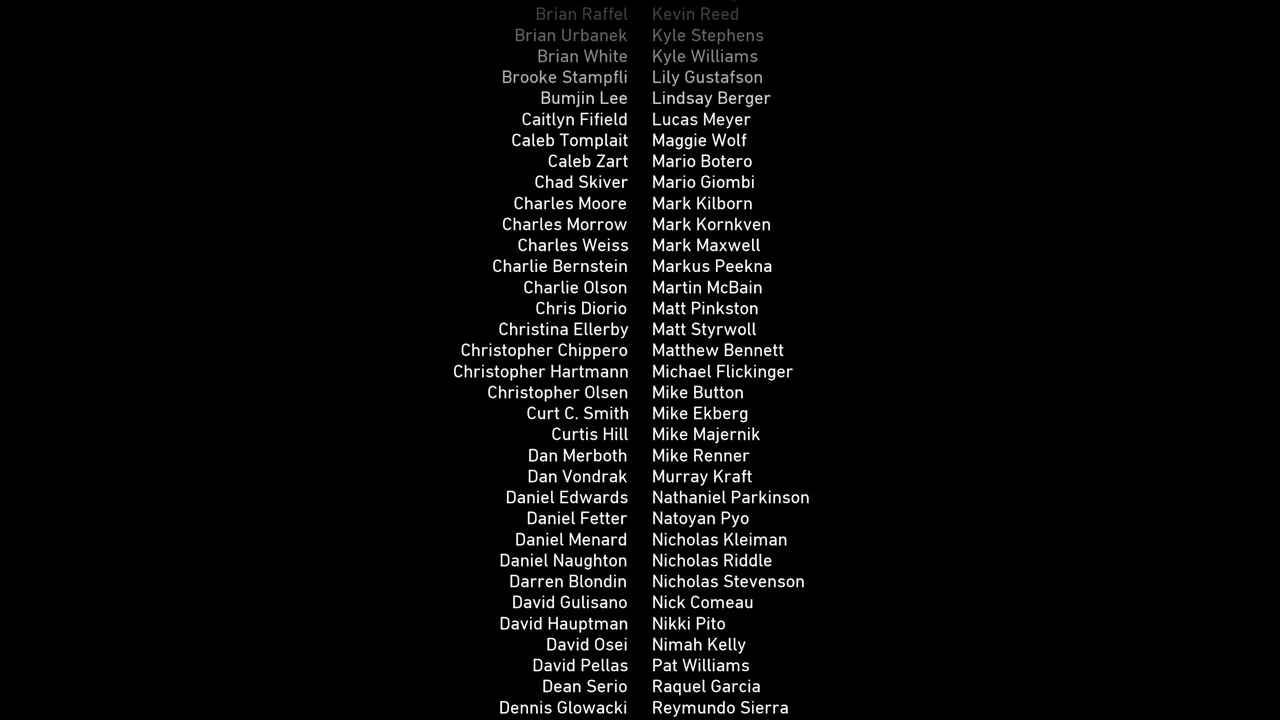 Brian Raffel Kevin Reed
Brian Urbanek Kyle Stephens
Brian White Kyle Williams
Brooke Stampfli Lily Gustafson
Bumjin Lee Lindsay Berger
Caitlyn Fifield Lucas Meyer
Caleb Tomplait Maggie Wolf
Caleb Zart Mario Botero
Chad Skiver Mario Giombi
Charles Moore Mark Kilborn
Charles Morrow Mark Kornkven
Charles Weiss Mark Maxwell
Charlie Bernstein Markus Peekna
Charlie Olson Martin McBain
Chris Diorio Matt Pinkston
Christina Ellerby Matt Styrwoll
Christopher Chippero Matthew Bennett
Christopher Hartmann Michael Flickinger
Christopher Olsen Mike Button
Curt C. Smith Mike Ekberg
Curtis Hill Mike Majernik
Dan Merboth Mike Renner
Dan Vondrak Murray Kraft
Daniel Edwards Nathaniel Parkinson
Daniel Fetter Natoyan Pyo
Daniel Menard Nicholas Kleiman
Daniel Naughton Nicholas Riddle
Darren Blondin Nicholas Stevenson
David Gulisano Nick Comeau
David Hauptman Nikki Pito
David Osei Nimah Kelly
David Pellas Pat Williams
Dean Serio Raquel Garcia
Dennis Glowacki Reymundo Sierra